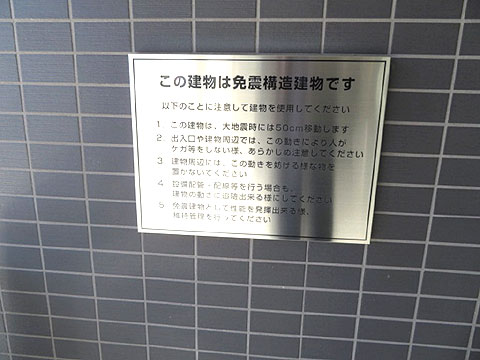 この建物は免震構造建物です
以下のことに注意して建物を使用してください
1 この建物は、大地震時には50cm移動します
2 出入口や建物周辺では、この動きにより人が
ケガ等をしない様、あらかじめ注意してください
3 建物周辺には、この動きを妨げる様な物を
置かないでください
4 設備配管・配線等を行う場合も、
建物の動きに追随出来る様にしてください
5 免震建物として性能を発揮出来る様、
維持管理を行ってください